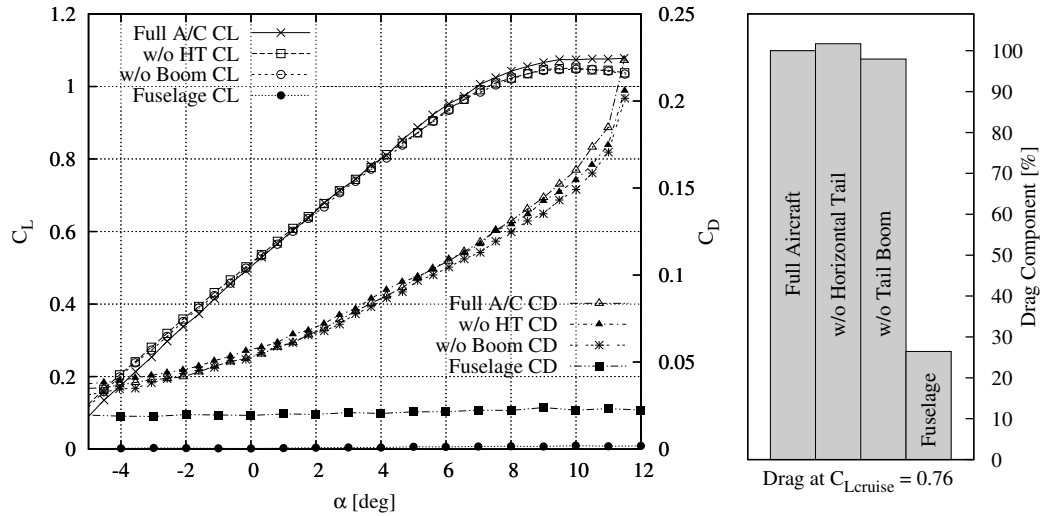 1.2
1
0.8
0.6
0.4
0.2
0
C_L
-4
-2
0
2
4
6
8
10
12
α [deg]
0.25
0.2
0.15
0.1
0.05
0
C_D
Full A/C CL
w/o HT CL
w/o Boom CL
Fuselage CL
Full A/C CD
w/o HT CD
w/o Boom CD
Fuselage CD
Full Aircraft
w/o Horizontal Tail
w/o Tail Boom
Fuselage
100
90
80
70
60
50
40
30
20
10
0
Drag Component [%]
Drag at C_Lcruise = 0.76